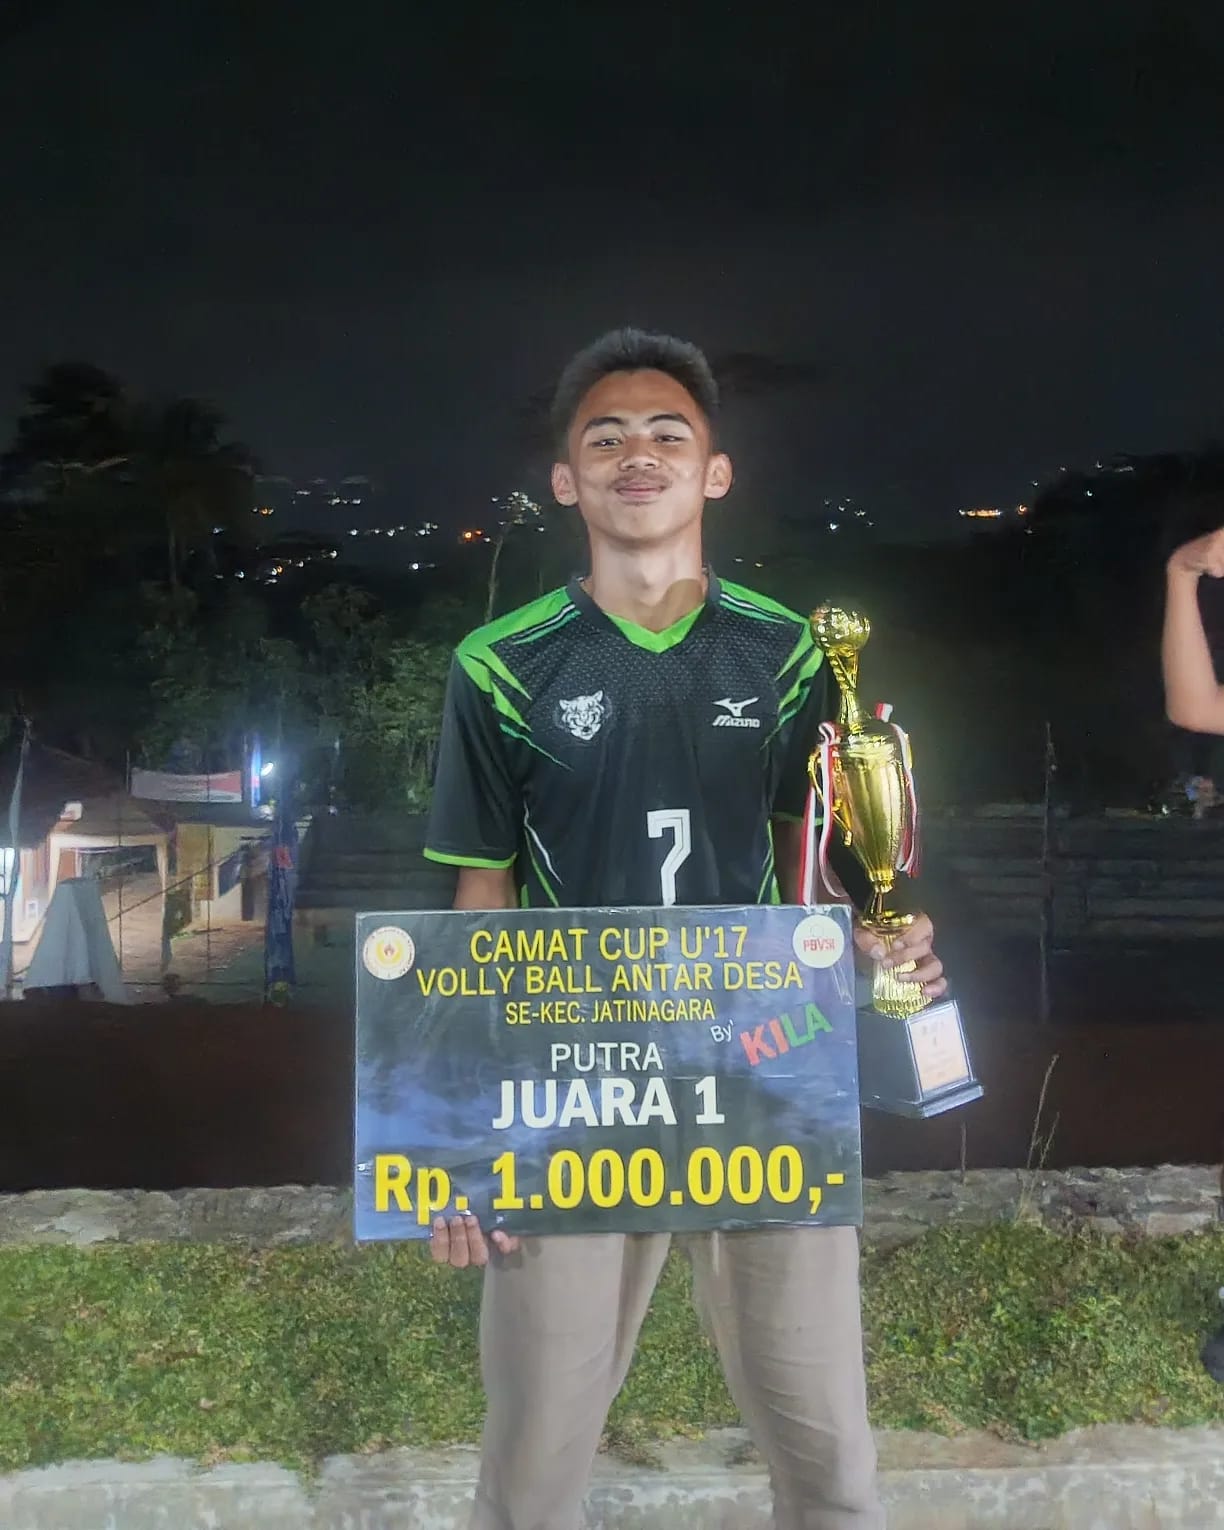 MIZUNO
7
CAMAT CUP U'17
PBVSI
VOLLY BALL ANTAR DESA
SE-KEC. JATINAGARA
By'
KILA
PUTRA
JUARA 1
Rp. 1.000.000,-